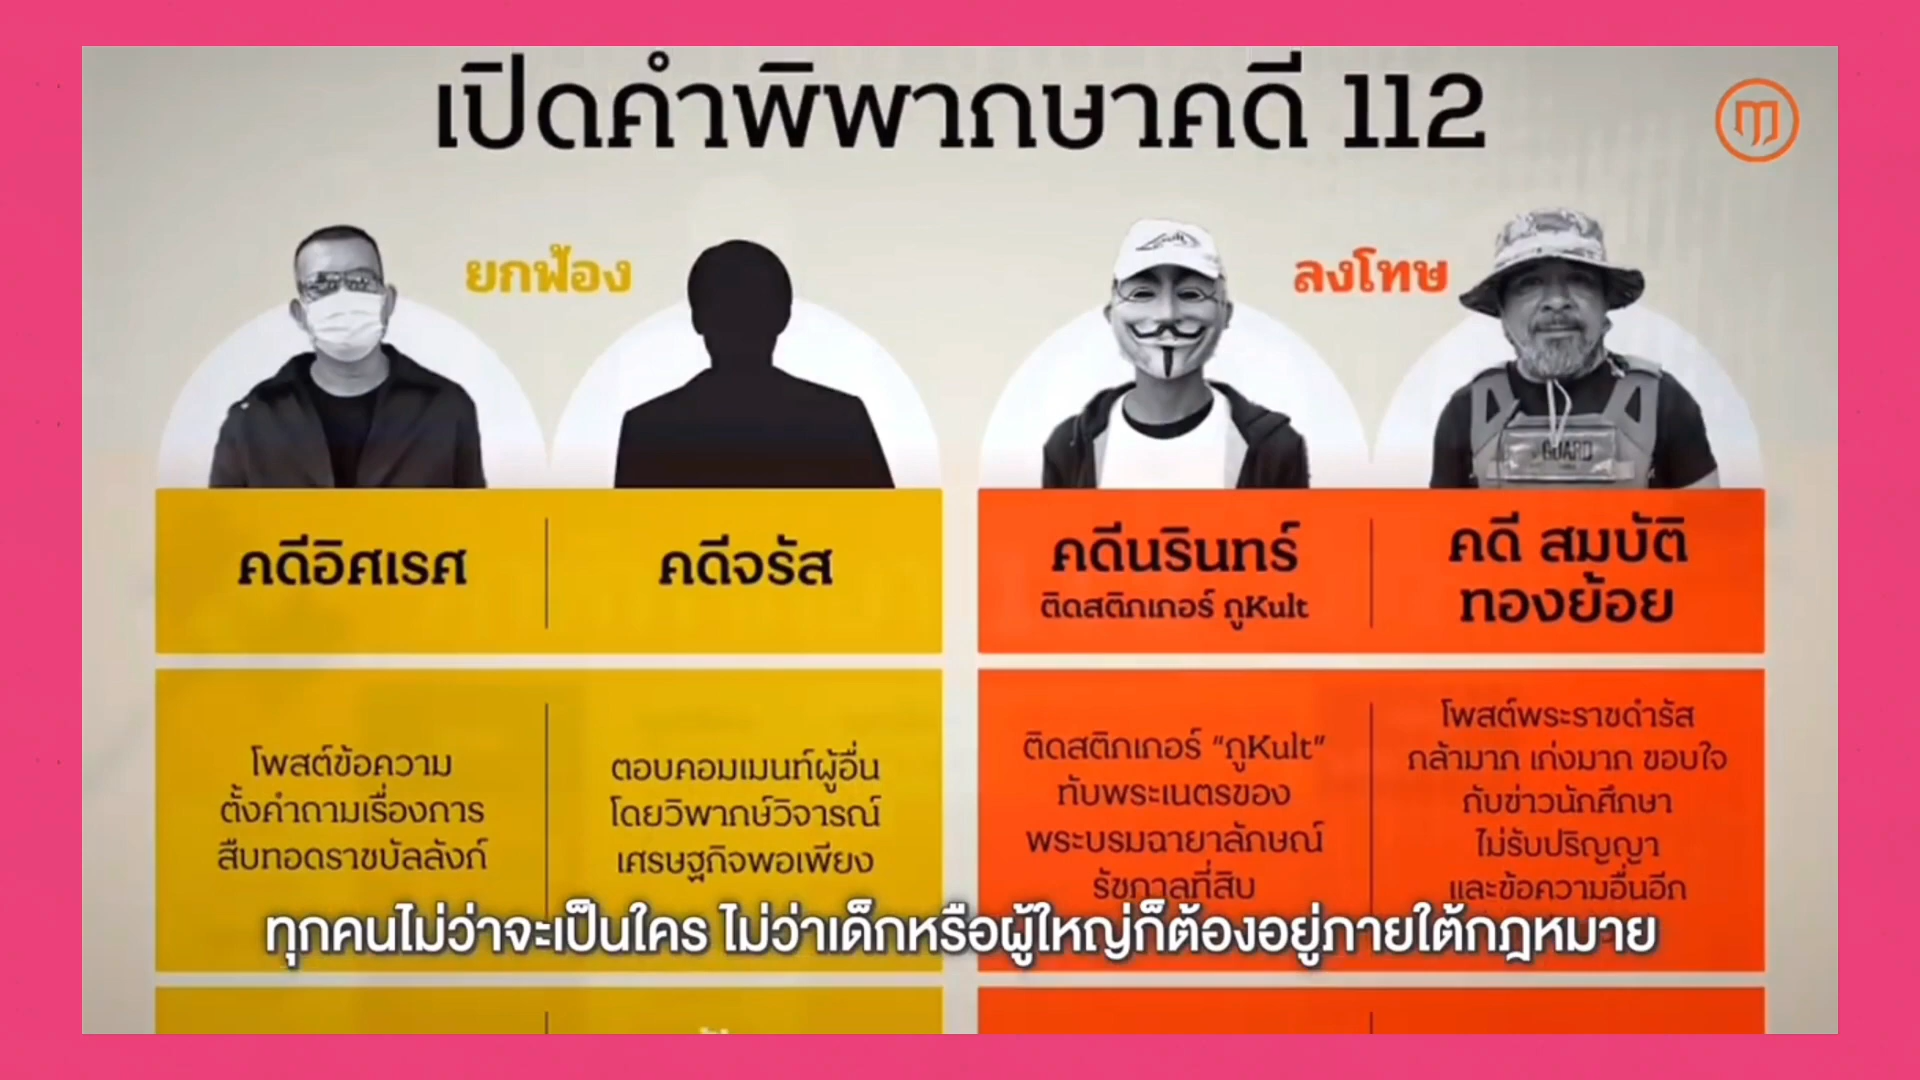 เปิดคำพิพากษาคดี 112
ยกฟ้อง
ลงโทษ
GUARD
คดีอิศเรศ
คดีจรัส
คดีนรินทร์
ติดสติกเกอร์ กูKult
คดี สมบัติ
ทองย้อย
โพสต์ข้อความ
ตั้งคำถามเรื่องการ
สืบทอดราชบัลลังก์
ตอบคอมเมนท์ผู้อื่น
โดยวิพากษ์วิจารณ์
เศรษฐกิจพอเพียง
ติดสติกเกอร์ “กูKult”
ทับพระเนตรของ
พระบรมฉายาลักษณ์
รัชกาลที่สิบ
โพสต์พระราชดำรัส
กล้ามาก เก่งมาก ขอบใจ
กับข่าวนักศึกษา
ไม่รับปริญญา
และข้อความอื่นอีก
ทุกคนไม่ว่าจะเป็นใคร ไม่ว่าเด็กหรือผู้ใหญ่ก็ต้องอยู่ภายใต้กฎหมาย